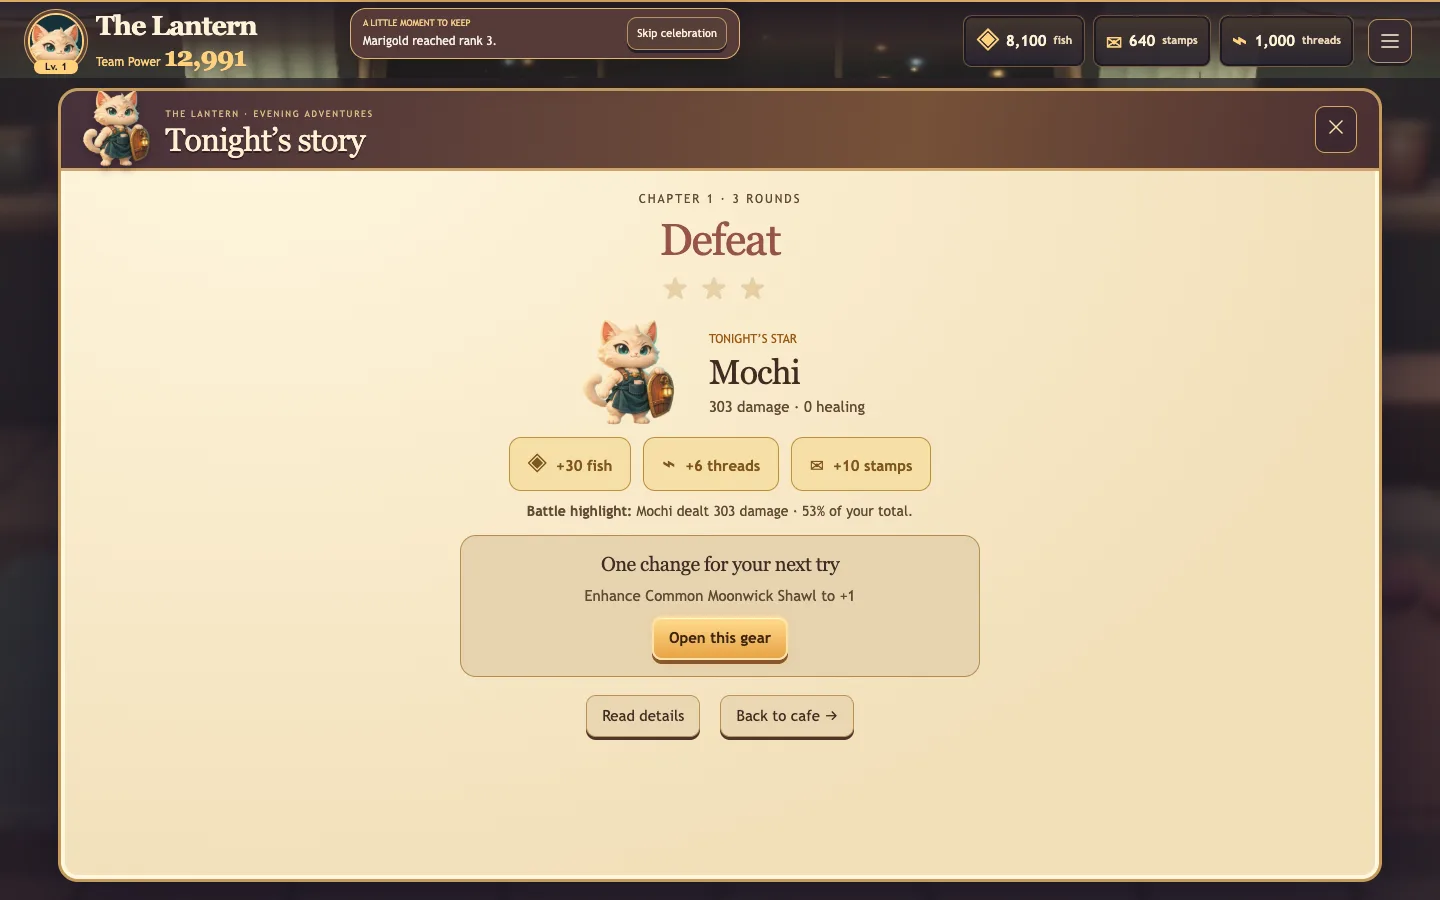 The Lantern
Lv. 1
Team Power 12,991
A LITTLE MOMENT TO KEEP
Marigold reached rank 3.
Skip celebration
8,100 fish
640 stamps
1,000 threads
THE LANTERN · EVENING ADVENTURES
Tonight’s story
CHAPTER 1 · 3 ROUNDS
Defeat
TONIGHT’S STAR
Mochi
303 damage · 0 healing
+30 fish
+6 threads
+10 stamps
Battle highlight: Mochi dealt 303 damage · 53% of your total.
One change for your next try
Enhance Common Moonwick Shawl to +1
Open this gear
Read details
Back to cafe →